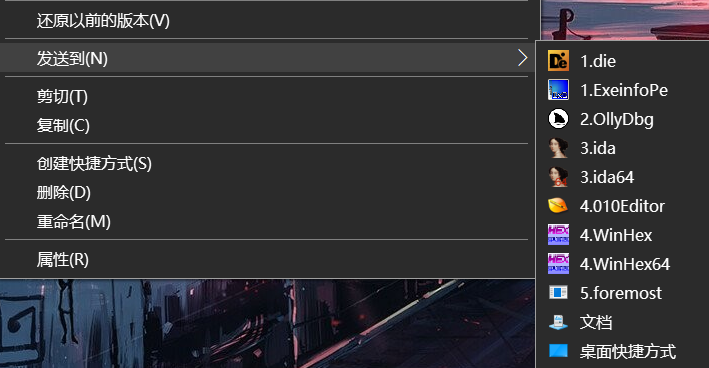 还原以前的版本(V)
发送到(N)
剪切(T)
复制(C)
创建快捷方式(S)
删除(D)
重命名(M)
属性(R)
1.die
1.ExeinfoPe
2.OllyDbg
3.ida
3.ida64
4.010Editor
4.WinHex
4.WinHex64
5.foremost
文档
桌面快捷方式